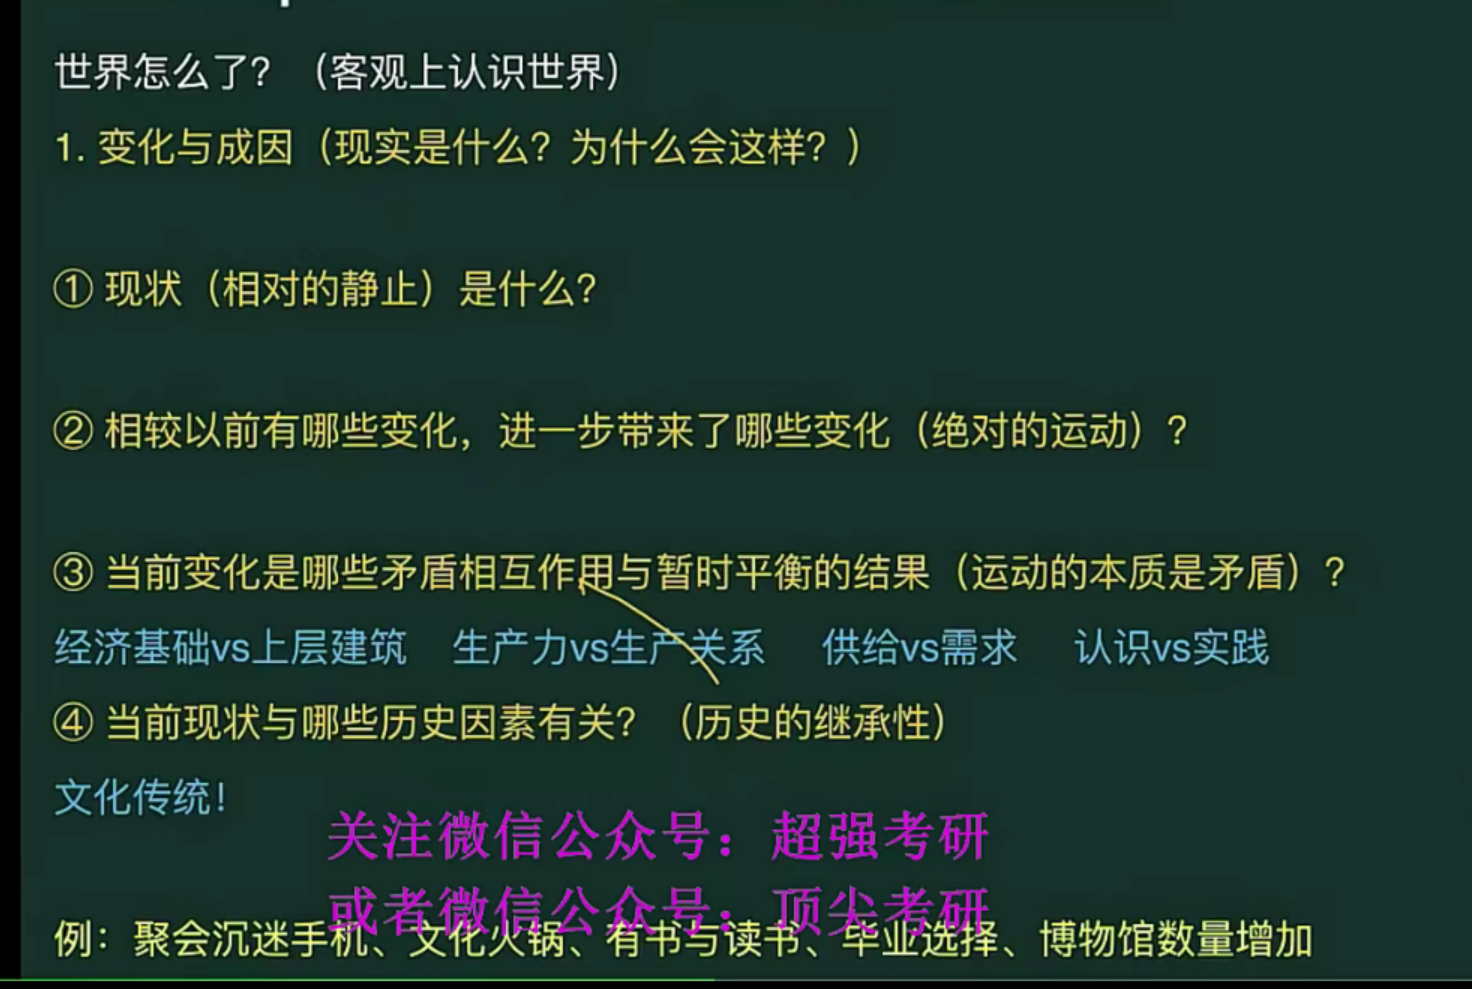 世界怎么了？（客观上认识世界）
1. 变化与成因（现实是什么？为什么会这样？）
① 现状（相对的静止）是什么？
② 相较以前有哪些变化，进一步带来了哪些变化（绝对的运动）？
③ 当前变化是哪些矛盾相互作用与暂时平衡的结果（运动的本质是矛盾）？
经济基础vs上层建筑 生产力vs生产关系 供给vs需求 认识vs实践
④ 当前现状与哪些历史因素有关？（历史的继承性）
文化传统！
关注微信公众号：超强考研
或者微信公众号：顶尖考研
例：聚会沉迷手机、文化火锅、有书与读书、毕业选择、博物馆数量增加